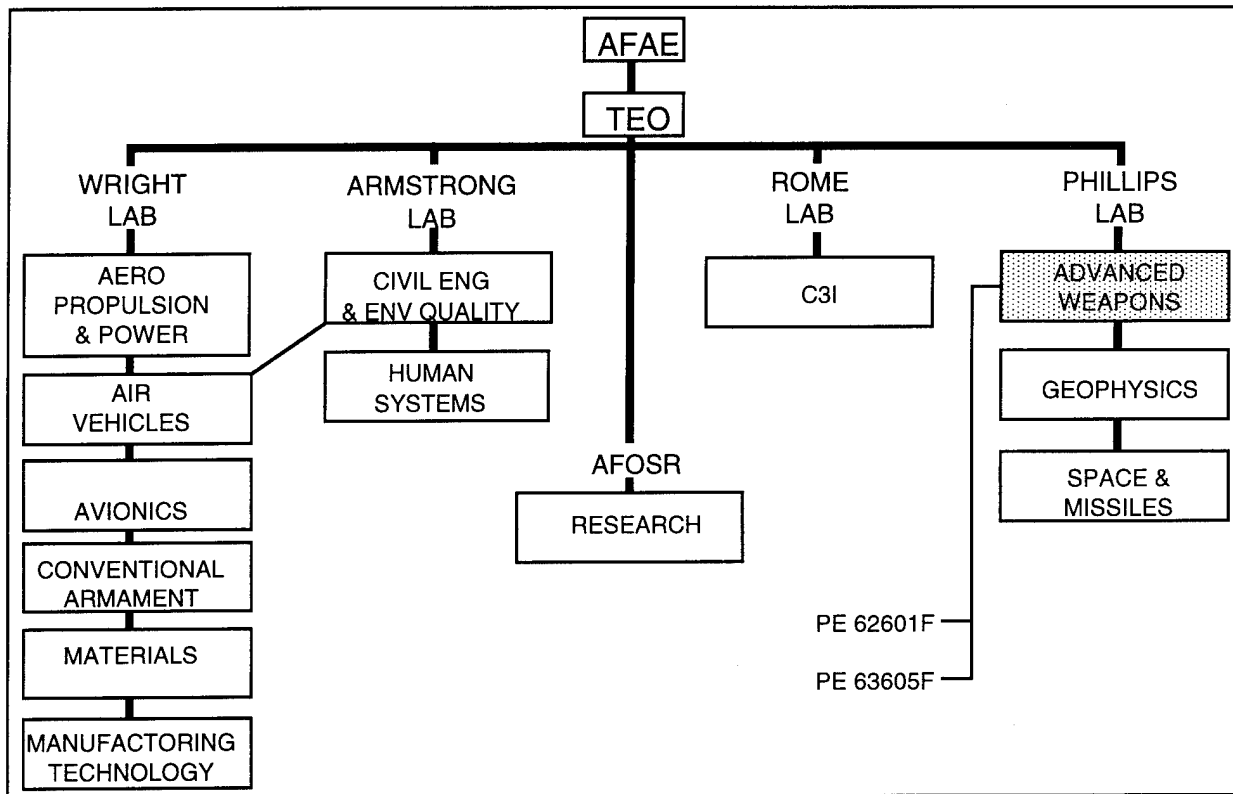 AFAE
TEO
WRIGHT
LAB
AERO
PROPULSION
& POWER
AIR
VEHICLES
AVIONICS
CONVENTIONAL
ARMAMENT
MATERIALS
MANUFACTORING
TECHNOLOGY
ARMSTRONG
LAB
CIVIL ENG
& ENV QUALITY
HUMAN
SYSTEMS
AFOSR
RESEARCH
ROME
LAB
C3I
PHILLIPS
LAB
ADVANCED
WEAPONS
GEOPHYSICS
SPACE &
MISSILES
PE 62601F
PE 63605F